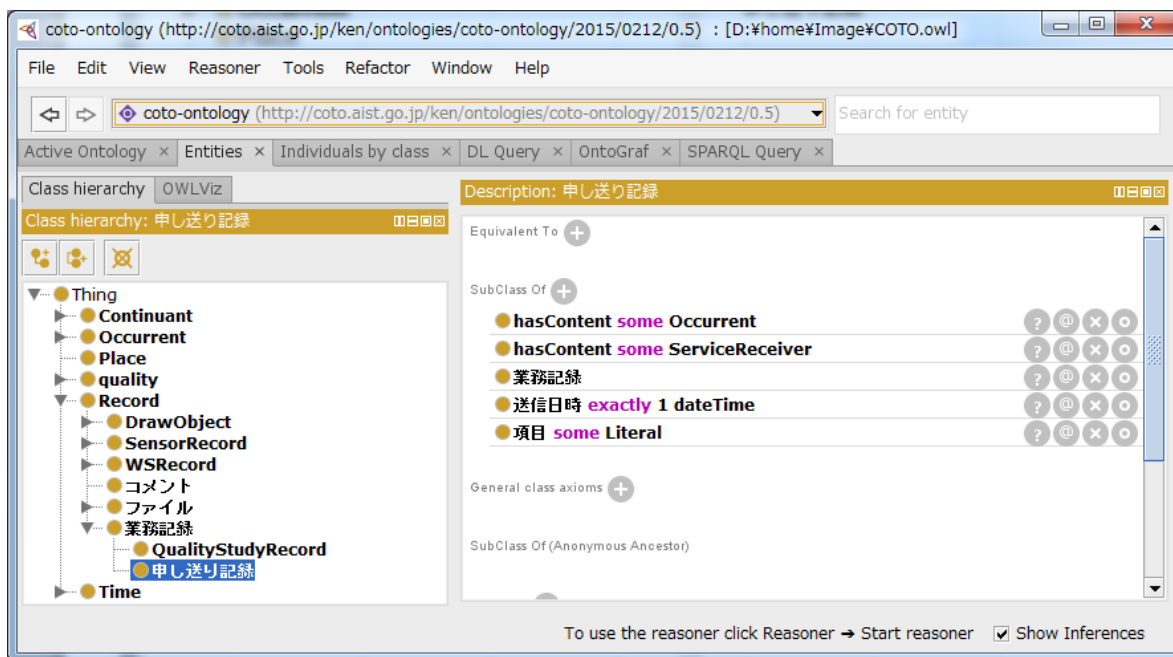 coto-ontology (http://coto.aist.go.jp/ken/ontologies/coto-ontology/2015/0212/0.5) : [D:¥home¥Image¥COTO.owl]
File Edit View Reasoner Tools Refactor Window Help
coto-ontology (http://coto.aist.go.jp/ken/ontologies/coto-ontology/2015/0212/0.5) Search for entity
Active Ontology × Entities × Individuals by class × DL Query × OntoGraf × SPARQL Query ×
Class hierarchy OWLViz
Class hierarchy: 申し送り記録
Thing
Continuant
Occurrent
Place
quality
Record
DrawObject
SensorRecord
WSRecord
コメント
ファイル
業務記録
QualityStudyRecord
申し送り記録
Time
Description: 申し送り記録
Equivalent To
SubClass Of
hasContent some Occurrent
hasContent some ServiceReceiver
業務記録
送信日時 exactly 1 dateTime
項目 some Literal
General class axioms
SubClass Of (Anonymous Ancestor)
To use the reasoner click Reasoner → Start reasoner Show Inferences